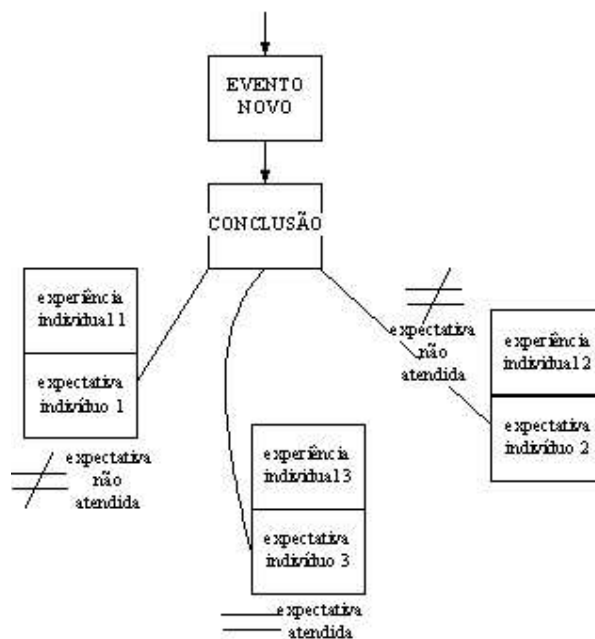 EVENTO
NOVO
CONCLUSÃO
experiência
individual 1
expectativa
indivíduo 1
expectativa
não
atendida
expectativa
não
atendida
experiência
individual 2
expectativa
indivíduo 2
experiência
individual 3
expectativa
indivíduo 3
expectativa
atendida